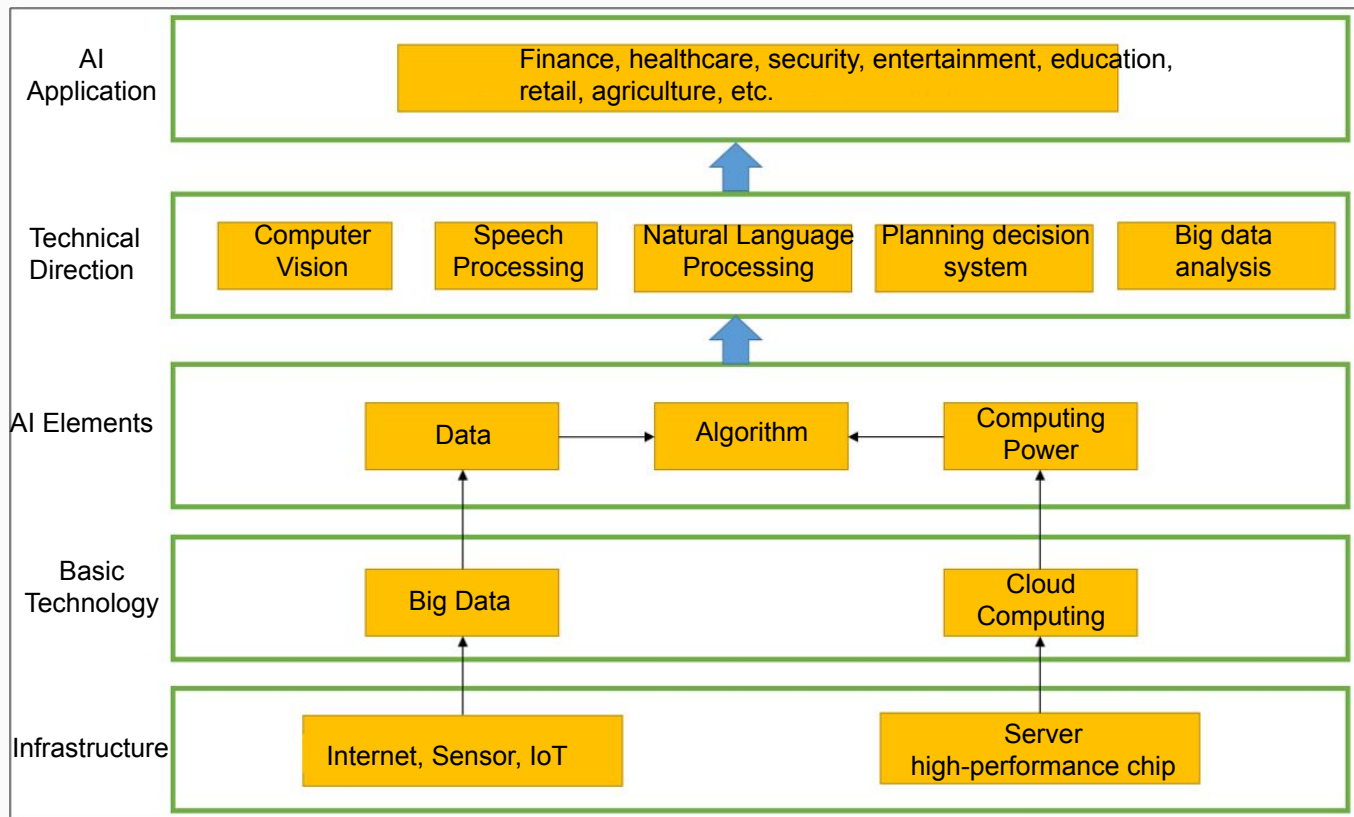 AI
Application
Finance, healthcare, security, entertainment, education,
retail, agriculture, etc.
Technical
Direction
Computer
Vision
Speech
Processing
Natural Language
Processing
Planning decision
system
Big data
analysis
AI Elements
Data
Algorithm
Computing
Power
Basic
Technology
Big Data
Cloud
Computing
Infrastructure
Internet, Sensor, IoT
Server
high-performance chip